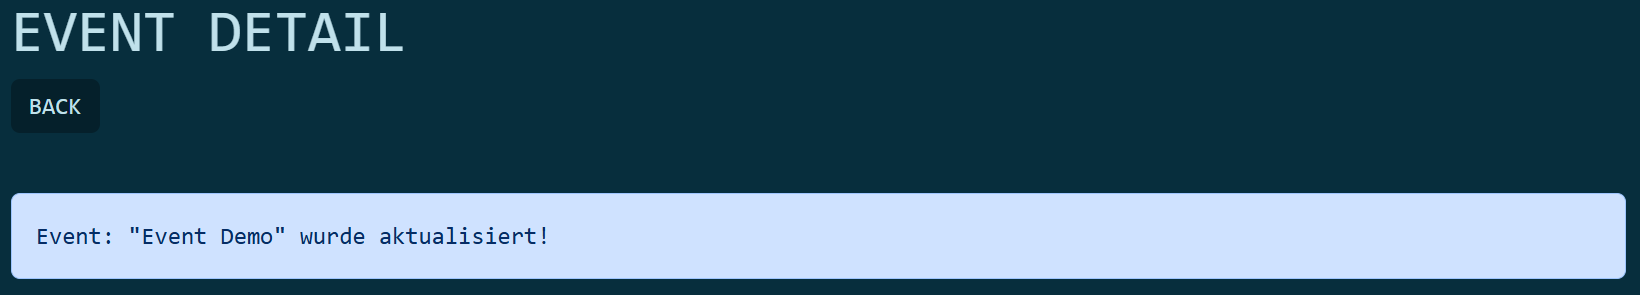 EVENT DETAIL
BACK
Event: "Event Demo" wurde aktualisiert!